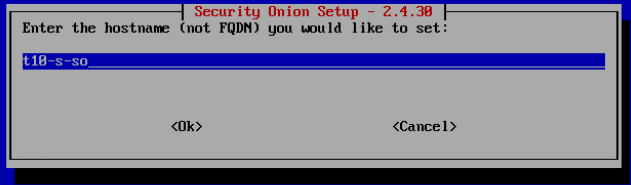 Security Onion Setup - 2.4.30
Enter the hostname (not FQDN) you would like to set:
t10-s-so
<Ok> <Cancel>